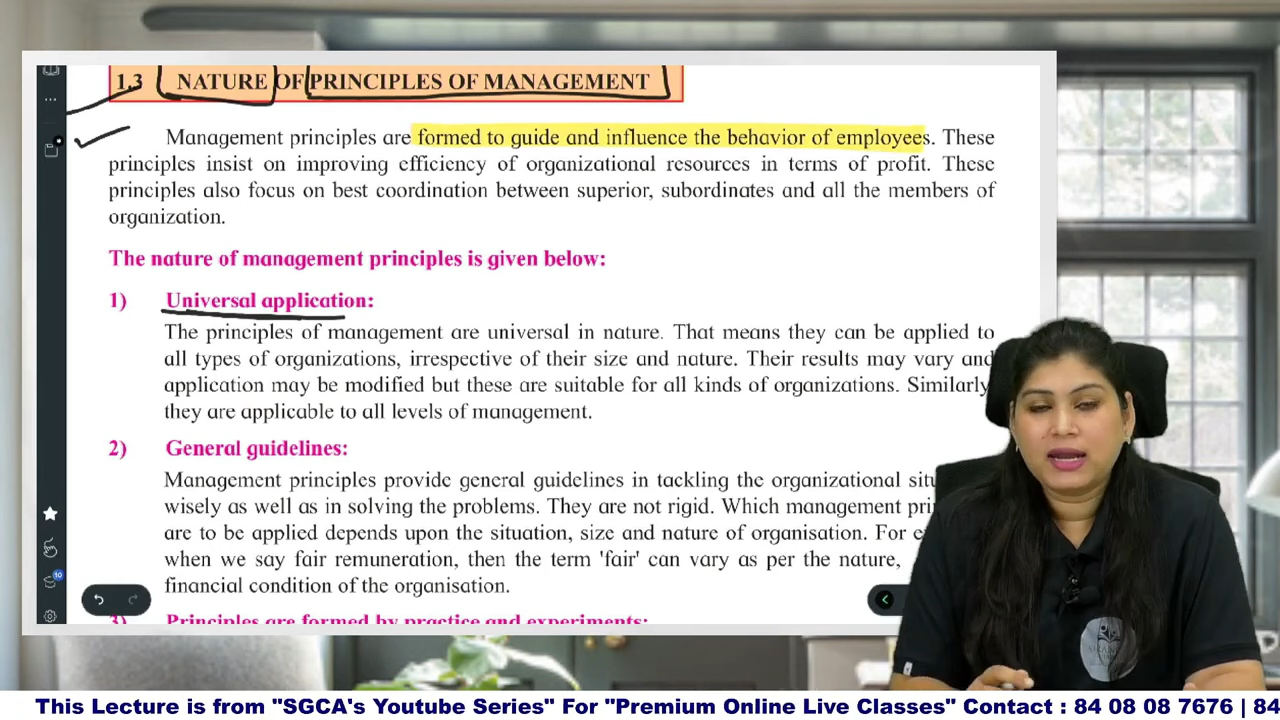 1.3 NATURE OF PRINCIPLES OF MANAGEMENT
Management principles are formed to guide and influence the behavior of employees. These
principles insist on improving efficiency of organizational resources in terms of profit. These
principles also focus on best coordination between superior, subordinates and all the members of
organization.
The nature of management principles is given below:
1) Universal application:
The principles of management are universal in nature. That means they can be applied to
all types of organizations, irrespective of their size and nature. Their results may vary and
application may be modified but these are suitable for all kinds of organizations. Similarly
they are applicable to all levels of management.
2) General guidelines:
Management principles provide general guidelines in tackling the organizational
wisely as well as in solving the problems. They are not rigid. Which management
are to be applied depends upon the situation, size and nature of organisation. For
when we say fair remuneration, then the term 'fair' can vary as per the nature,
financial condition of the organisation.
3) Principles are formed by practice and experiments:
10
This Lecture is from "SGCA's Youtube Series" For "Premium Online Live Classes" Contact : 84 08 08 7676 | 84